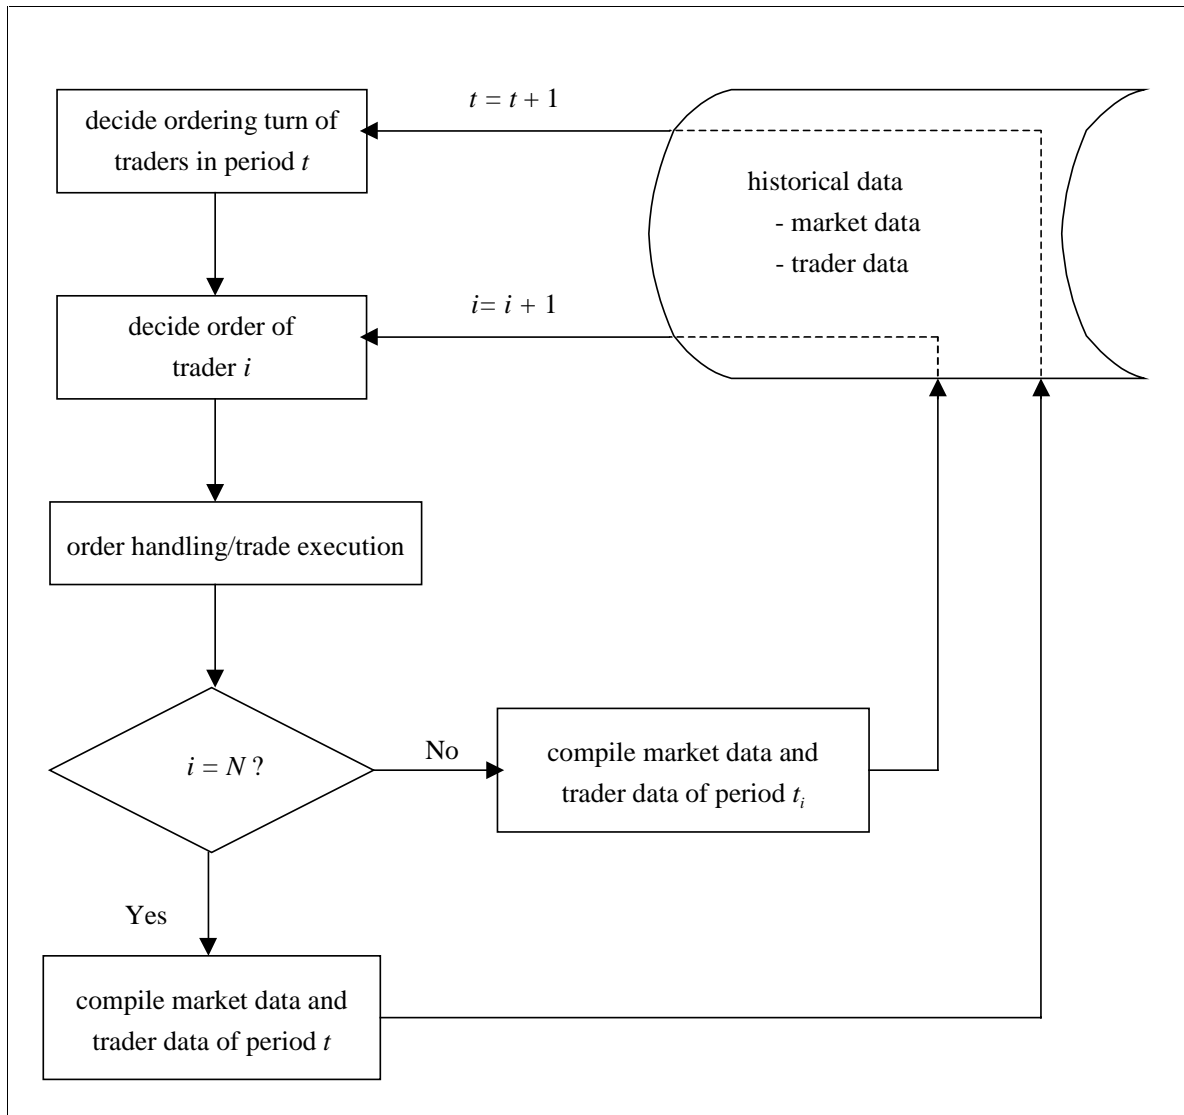 decide ordering turn of
traders in period t
t = t + 1
historical data
- market data
- trader data
decide order of
trader i
i= i + 1
order handling/trade execution
i = N ?
No
compile market data and
trader data of period tᵢ
Yes
compile market data and
trader data of period t